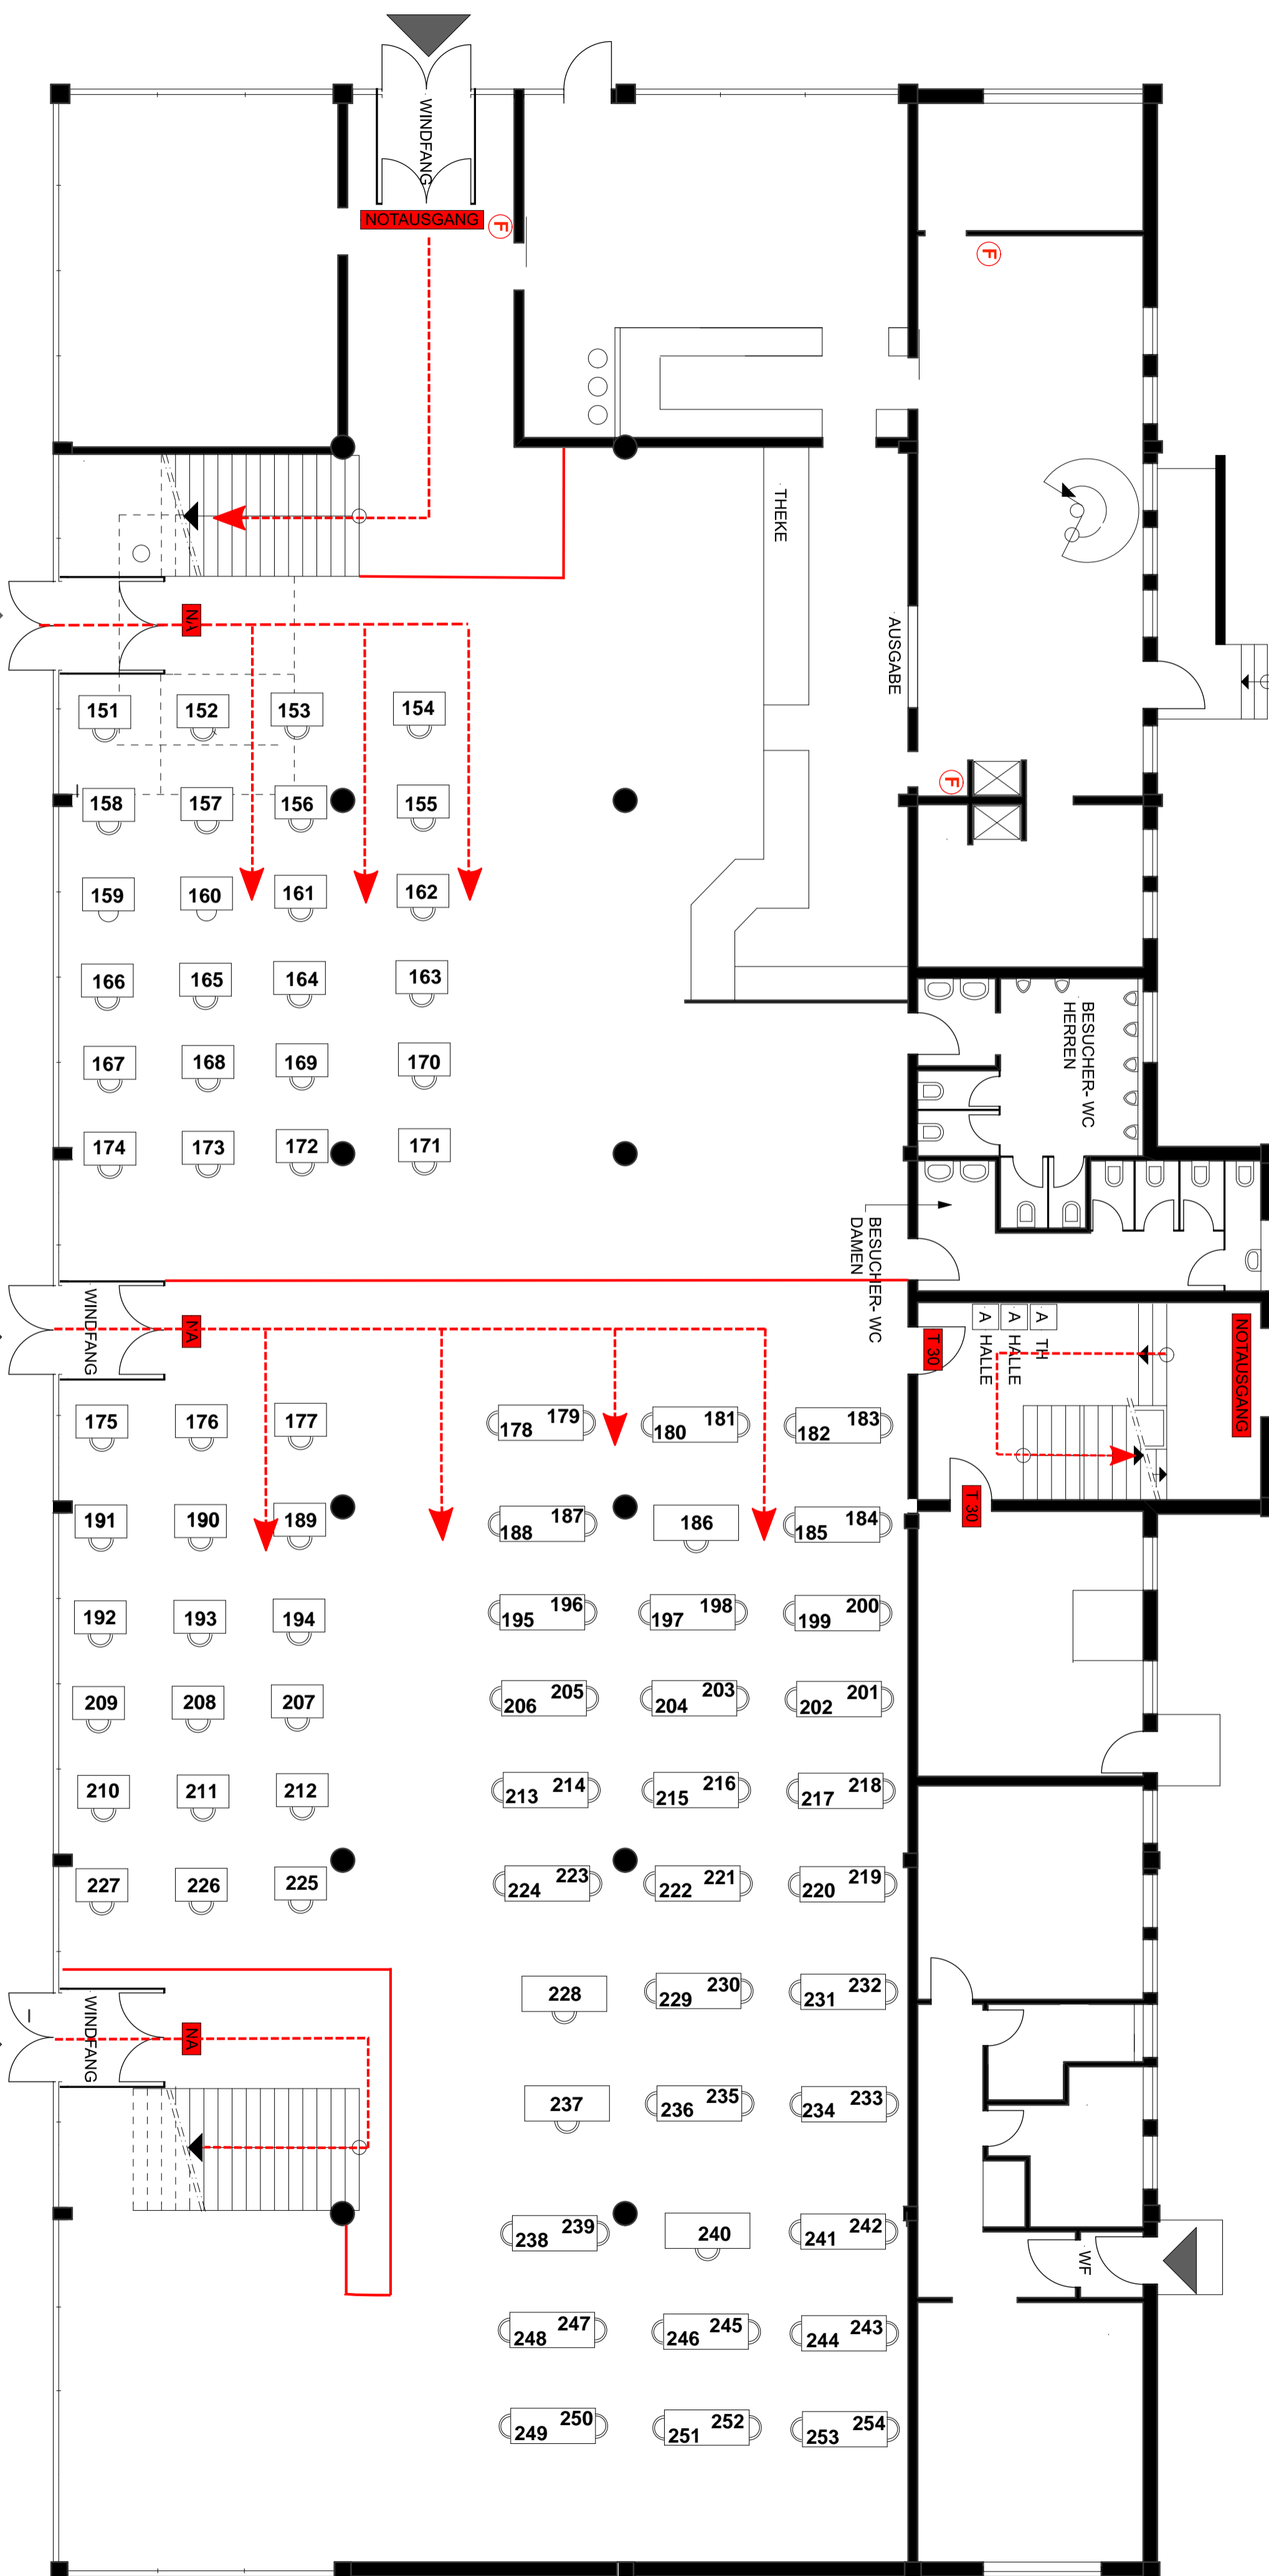 WINDFANG
NOTAUSGANG
F
F
THEKE
AUSGABE
NA
151 152 153 154
F
158 157 156 155
159 160 161 162
166 165 164 163
BESUCHER- WC
HERREN
167 168 169 170
174 173 172 171
BESUCHER- WC
DAMEN
WINDFANG
NA
T 30
A TH
A HALLE
A HALLE
NOTAUSGANG
175 176 177 178 179 180 181 182 183
T 30
191 190 189 188 187 186 185 184
192 193 194 195 196 197 198 199 200
209 208 207 206 205 204 203 202 201
210 211 212 213 214 215 216 217 218
227 226 225 224 223 222 221 220 219
228 229 230 231 232
WINDFANG
NA
237 236 235 234 233
238 239 240 241 242
WF
248 247 246 245 244 243
249 250 251 252 253 254